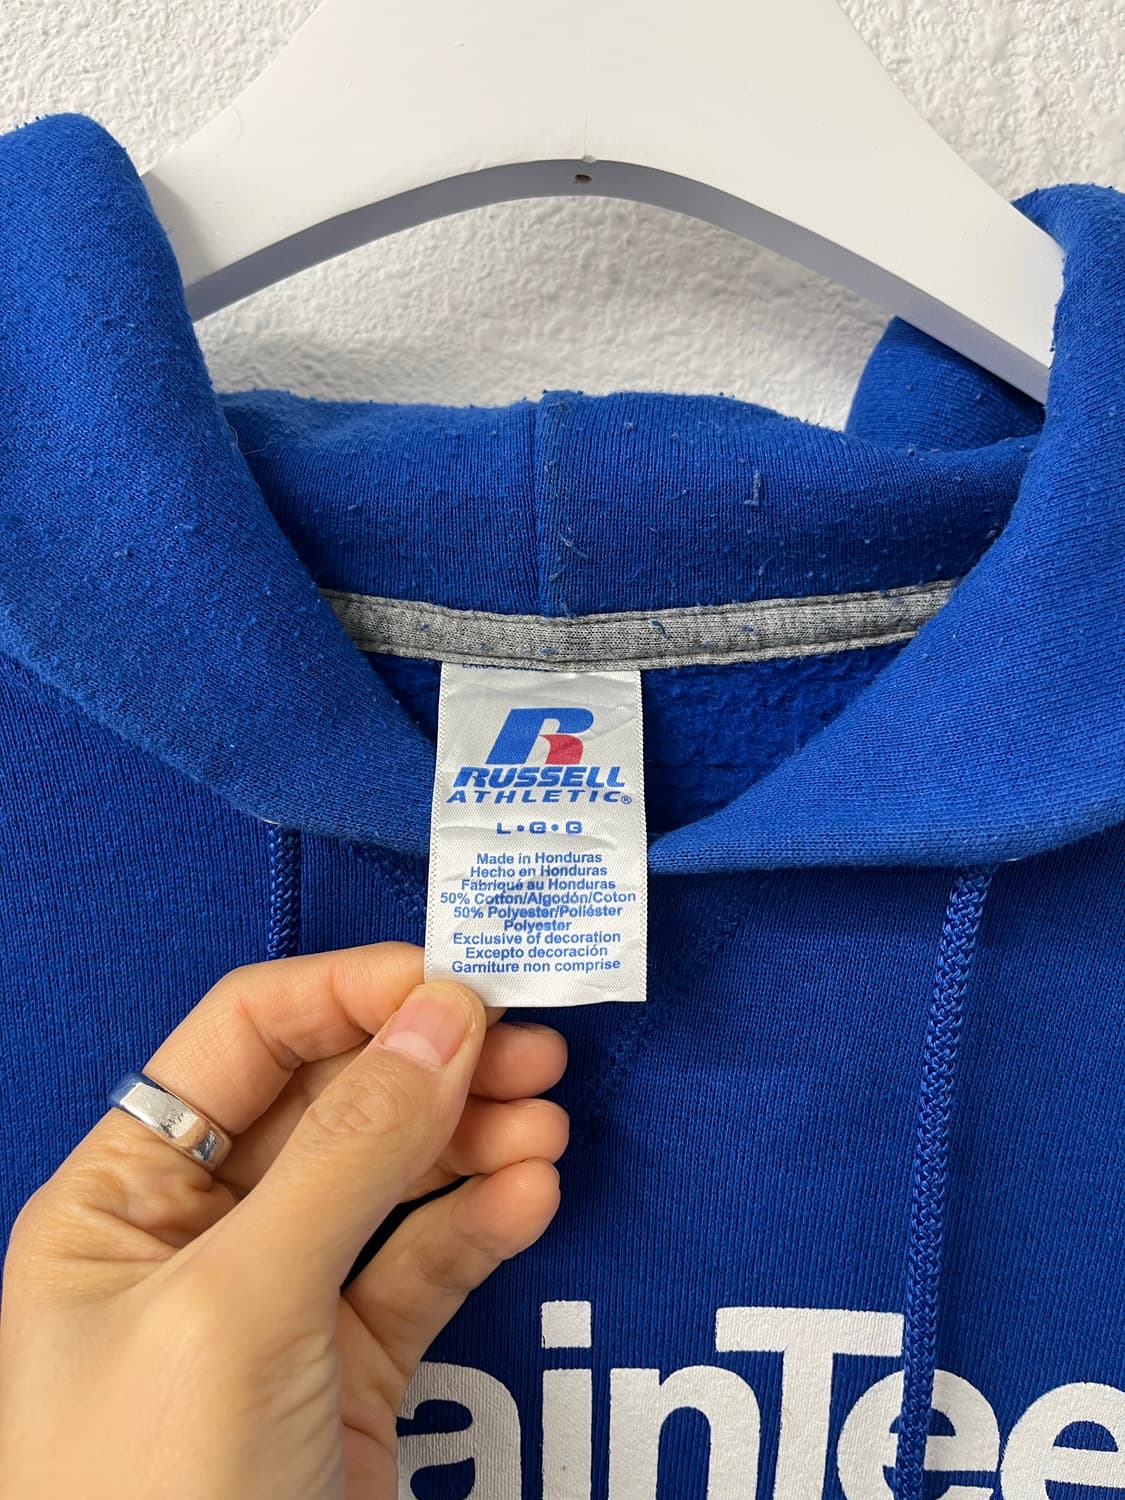 RUSSELL
ATHLETIC®
L•G•G
Made in Honduras
Hecho en Honduras
Fabriqué au Honduras
50% Cotton/Algodón/Coton
50% Polyester/Poliéster
Polyester
Exclusive of decoration
Excepto decoración
Garniture non comprise
ainTee